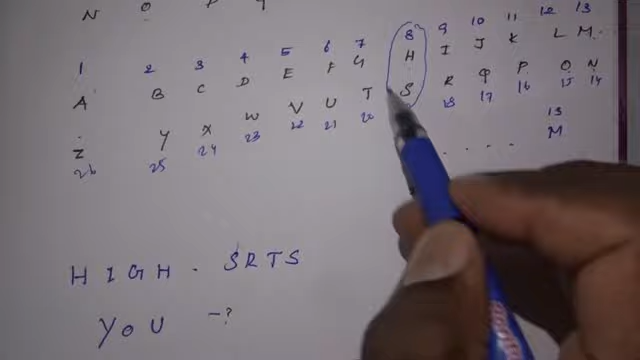 N O P Q
1 2 3 4 5 6 7 8 9 10 11 12 13
A B C D E F G H I J K L M
Z Y X W V U T S R Q P O N
26 25 24 23 22 21 20 18 17 16 15 14
13
M
. . . .
HIGH - SRTS
YOU - ?